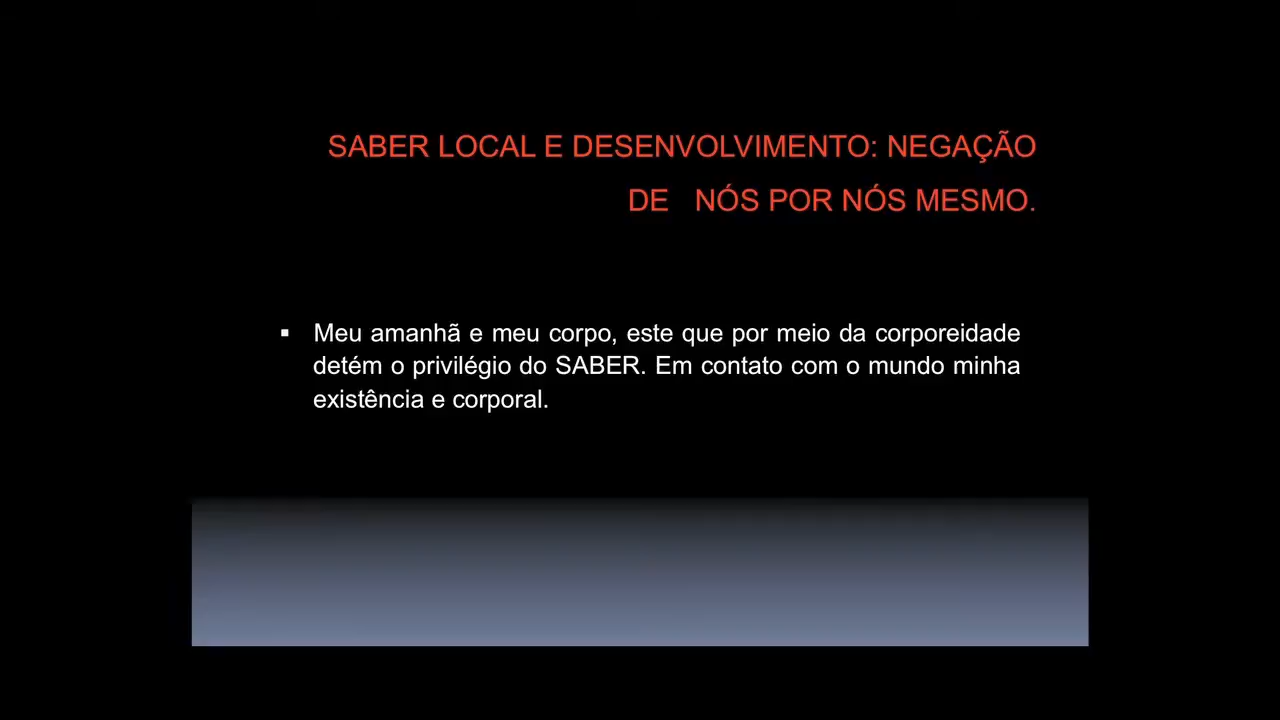 SABER LOCAL E DESENVOLVIMENTO: NEGAÇÃO
DE NÓS POR NÓS MESMO.
▪ Meu amanhã e meu corpo, este que por meio da corporeidade
detém o privilégio do SABER. Em contato com o mundo minha
existência e corporal.